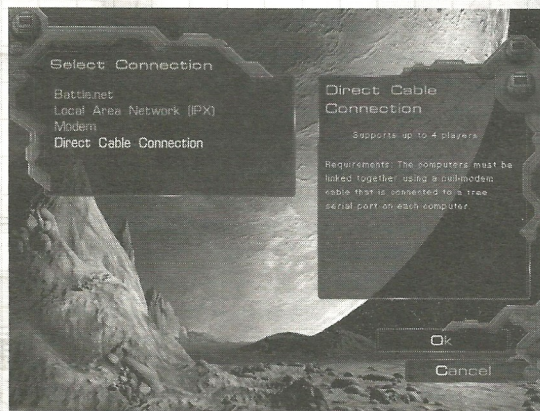 Select Connection
Battle.net
Local Area Network (IPX)
Modem
Direct Cable Connection
Direct Cable
Connection
Supports up to 4 players
Requirements: The computers must be
linked together using a null-modem
cable that is connected to a free
serial port on each computer.
Ok
Cancel